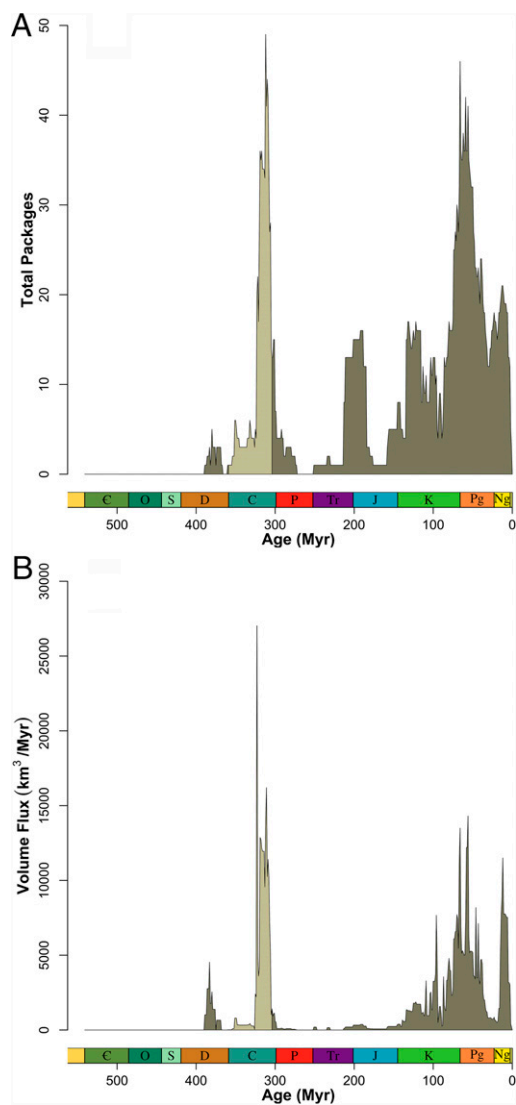 A
50
40
30
20
10
0
Total Packages
Ꞓ O S D C P Tr J K Pg Ng
500 400 300 200 100 0
Age (Myr)
B
30000
25000
20000
15000
10000
5000
0
Volume Flux (km³ /Myr)
Ꞓ O S D C P Tr J K Pg Ng
500 400 300 200 100 0
Age (Myr)